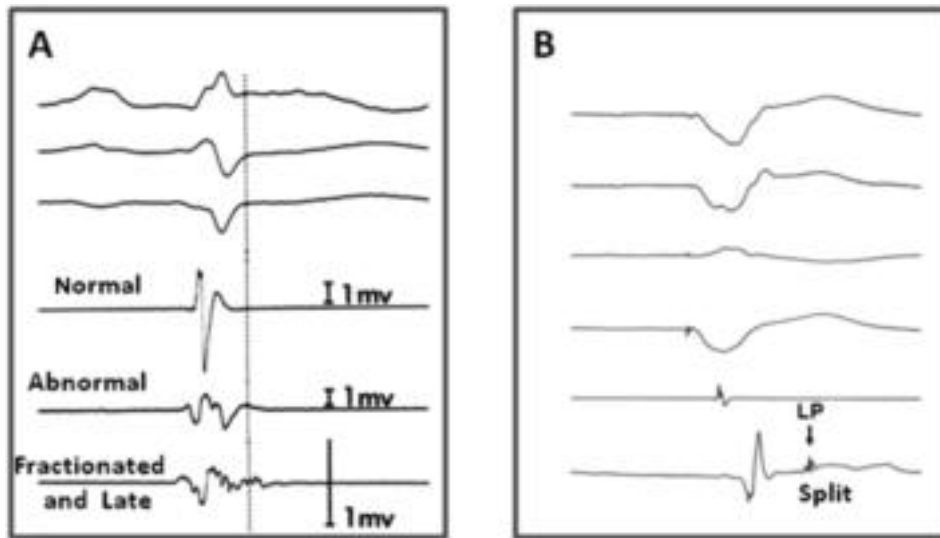 A
Normal
1mv
Abnormal
1mv
Fractionated
and Late
1mv
B
LP
Split